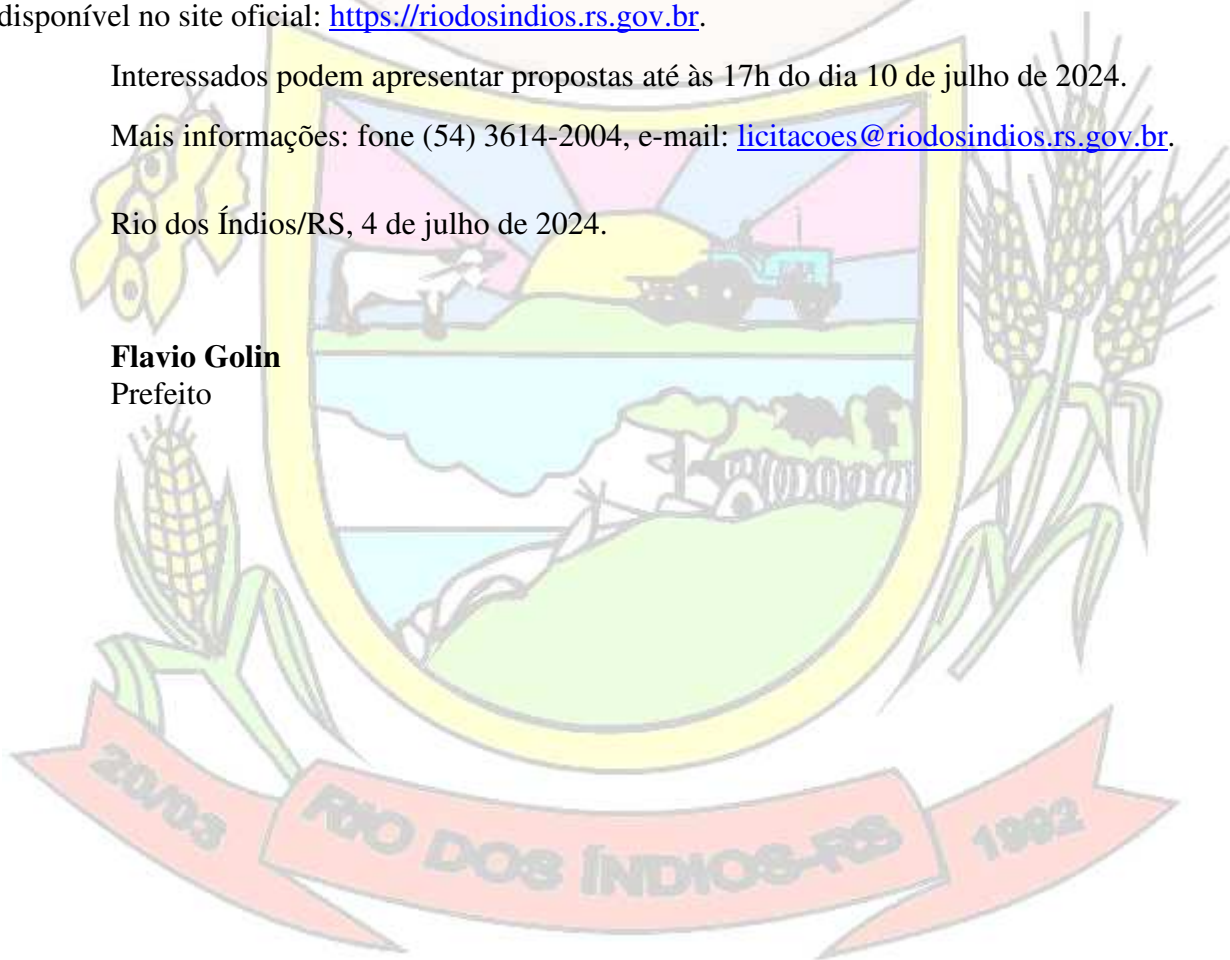 disponível no site oficial: https://riodosindios.rs.gov.br.
Interessados podem apresentar propostas até às 17h do dia 10 de julho de 2024.
Mais informações: fone (54) 3614-2004, e-mail: licitacoes@riodosindios.rs.gov.br.
Rio dos Índios/RS, 4 de julho de 2024.
Flavio Golin
Prefeito
20/03
RIO DOS ÍNDIOS-RS
1992